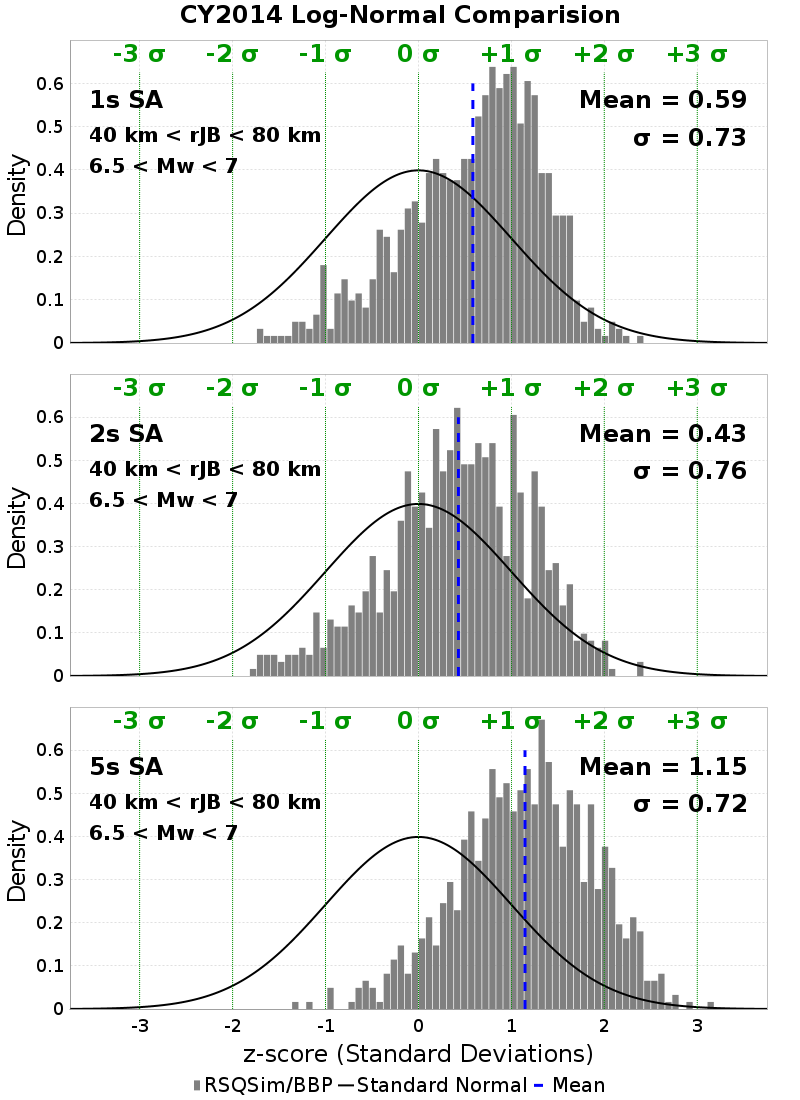 CY2014 Log-Normal Comparision
-3 σ -2 σ -1 σ 0 σ +1 σ +2 σ +3 σ
1s SA
Mean = 0.59
40 km < rJB < 80 km
σ = 0.73
6.5 < Mw < 7
0.6
0.5
0.4
0.3
0.2
0.1
0
Density
-3 σ -2 σ -1 σ 0 σ +1 σ +2 σ +3 σ
2s SA
Mean = 0.43
40 km < rJB < 80 km
σ = 0.76
6.5 < Mw < 7
0.6
0.5
0.4
0.3
0.2
0.1
0
Density
-3 σ -2 σ -1 σ 0 σ +1 σ +2 σ +3 σ
5s SA
Mean = 1.15
40 km < rJB < 80 km
σ = 0.72
6.5 < Mw < 7
0.6
0.5
0.4
0.3
0.2
0.1
0
Density
-3 -2 -1 0 1 2 3
z-score (Standard Deviations)
RSQSim/BBP Standard Normal Mean